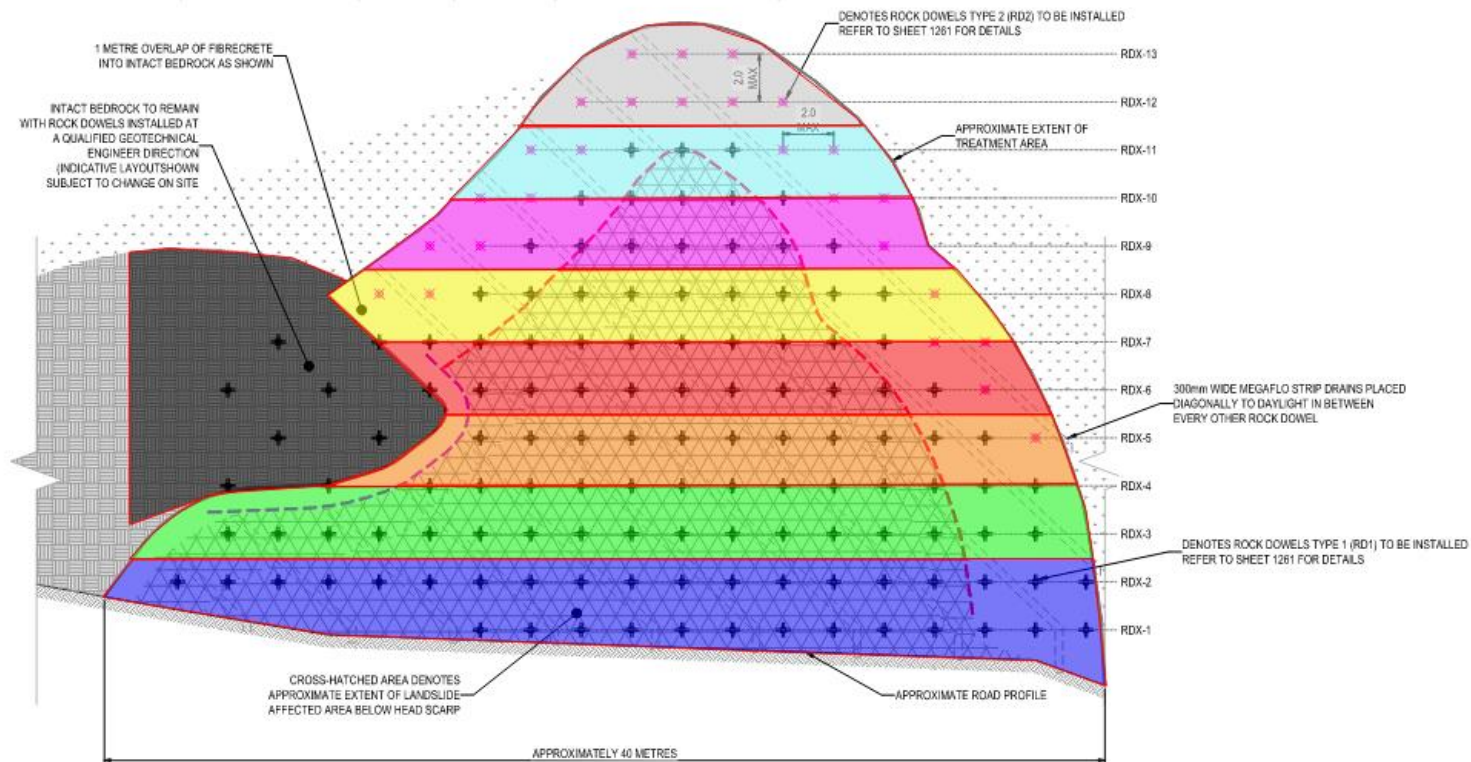 DENOTES ROCK DOWELS TYPE 2 (RD2) TO BE INSTALLED
REFER TO SHEET 1261 FOR DETAILS
1 METRE OVERLAP OF FIBRECRETE
INTO INTACT BEDROCK AS SHOWN
INTACT BEDROCK TO REMAIN
WITH ROCK DOWELS INSTALLED AT
A QUALIFIED GEOTECHNICAL
ENGINEER DIRECTION
(INDICATIVE LAYOUTSHOWN
SUBJECT TO CHANGE ON SITE
2.0
MAX
2.0
MAX
APPROXIMATE EXTENT OF
TREATMENT AREA
RDX-13
RDX-12
RDX-11
RDX-10
RDX-9
RDX-8
RDX-7
RDX-6
RDX-5
RDX-4
RDX-3
RDX-2
RDX-1
300mm WIDE MEGAFLO STRIP DRAINS PLACED
DIAGONALLY TO DAYLIGHT IN BETWEEN
EVERY OTHER ROCK DOWEL
DENOTES ROCK DOWELS TYPE 1 (RD1) TO BE INSTALLED
REFER TO SHEET 1261 FOR DETAILS
CROSS-HATCHED AREA DENOTES
APPROXIMATE EXTENT OF LANDSLIDE
AFFECTED AREA BELOW HEAD SCARP
APPROXIMATE ROAD PROFILE
APPROXIMATELY 40 METRES